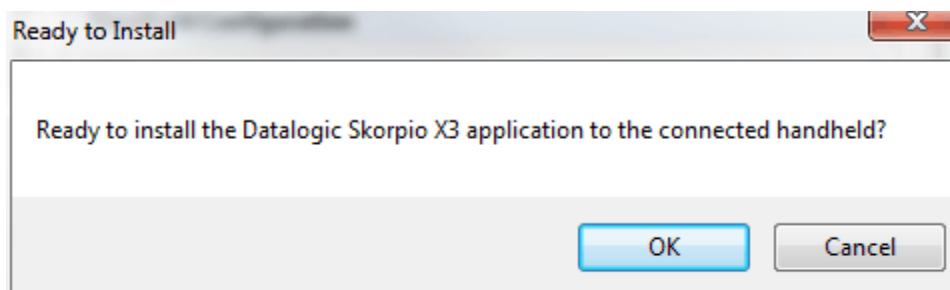 Ready to Install
Ready to install the Datalogic Skorpio X3 application to the connected handheld?
OK
Cancel